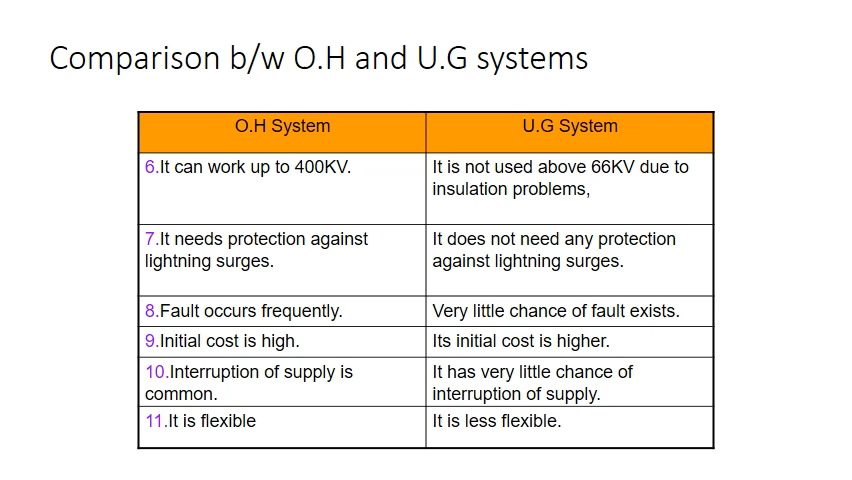 Comparison b/w O.H and U.G systems
O.H System
U.G System
6.It can work up to 400KV.
It is not used above 66KV due to
insulation problems,
7.It needs protection against
lightning surges.
It does not need any protection
against lightning surges.
8.Fault occurs frequently.
Very little chance of fault exists.
9.Initial cost is high.
Its initial cost is higher.
10.Interruption of supply is
common.
It has very little chance of
interruption of supply.
11.It is flexible
It is less flexible.